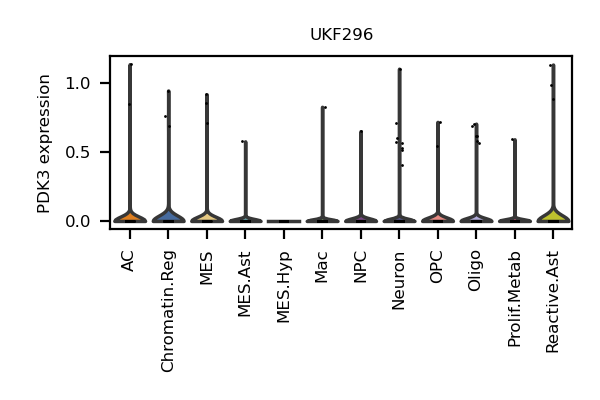 UKF296
PDK3 expression
1.0
0.5
0.0
AC
Chromatin.Reg
MES
MES.Ast
MES.Hyp
Mac
NPC
Neuron
OPC
Oligo
Prolif.Metab
Reactive.Ast